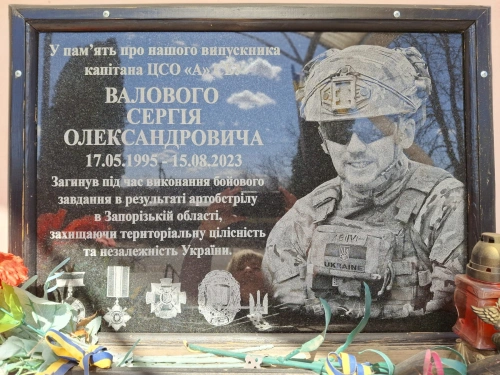 У пам'ять про нашого випускника
капітана ЦСО «А»
ВАЛОВОГО
СЕРГІЯ
ОЛЕКСАНДРОВИЧА
17.05.1995 - 15.08.2023
Загинув під час виконання бойового
завдання в результаті артобстрілу
в Запорізькій області,
захищаючи територіальну цілісність
та незалежність України.
UKRAINE